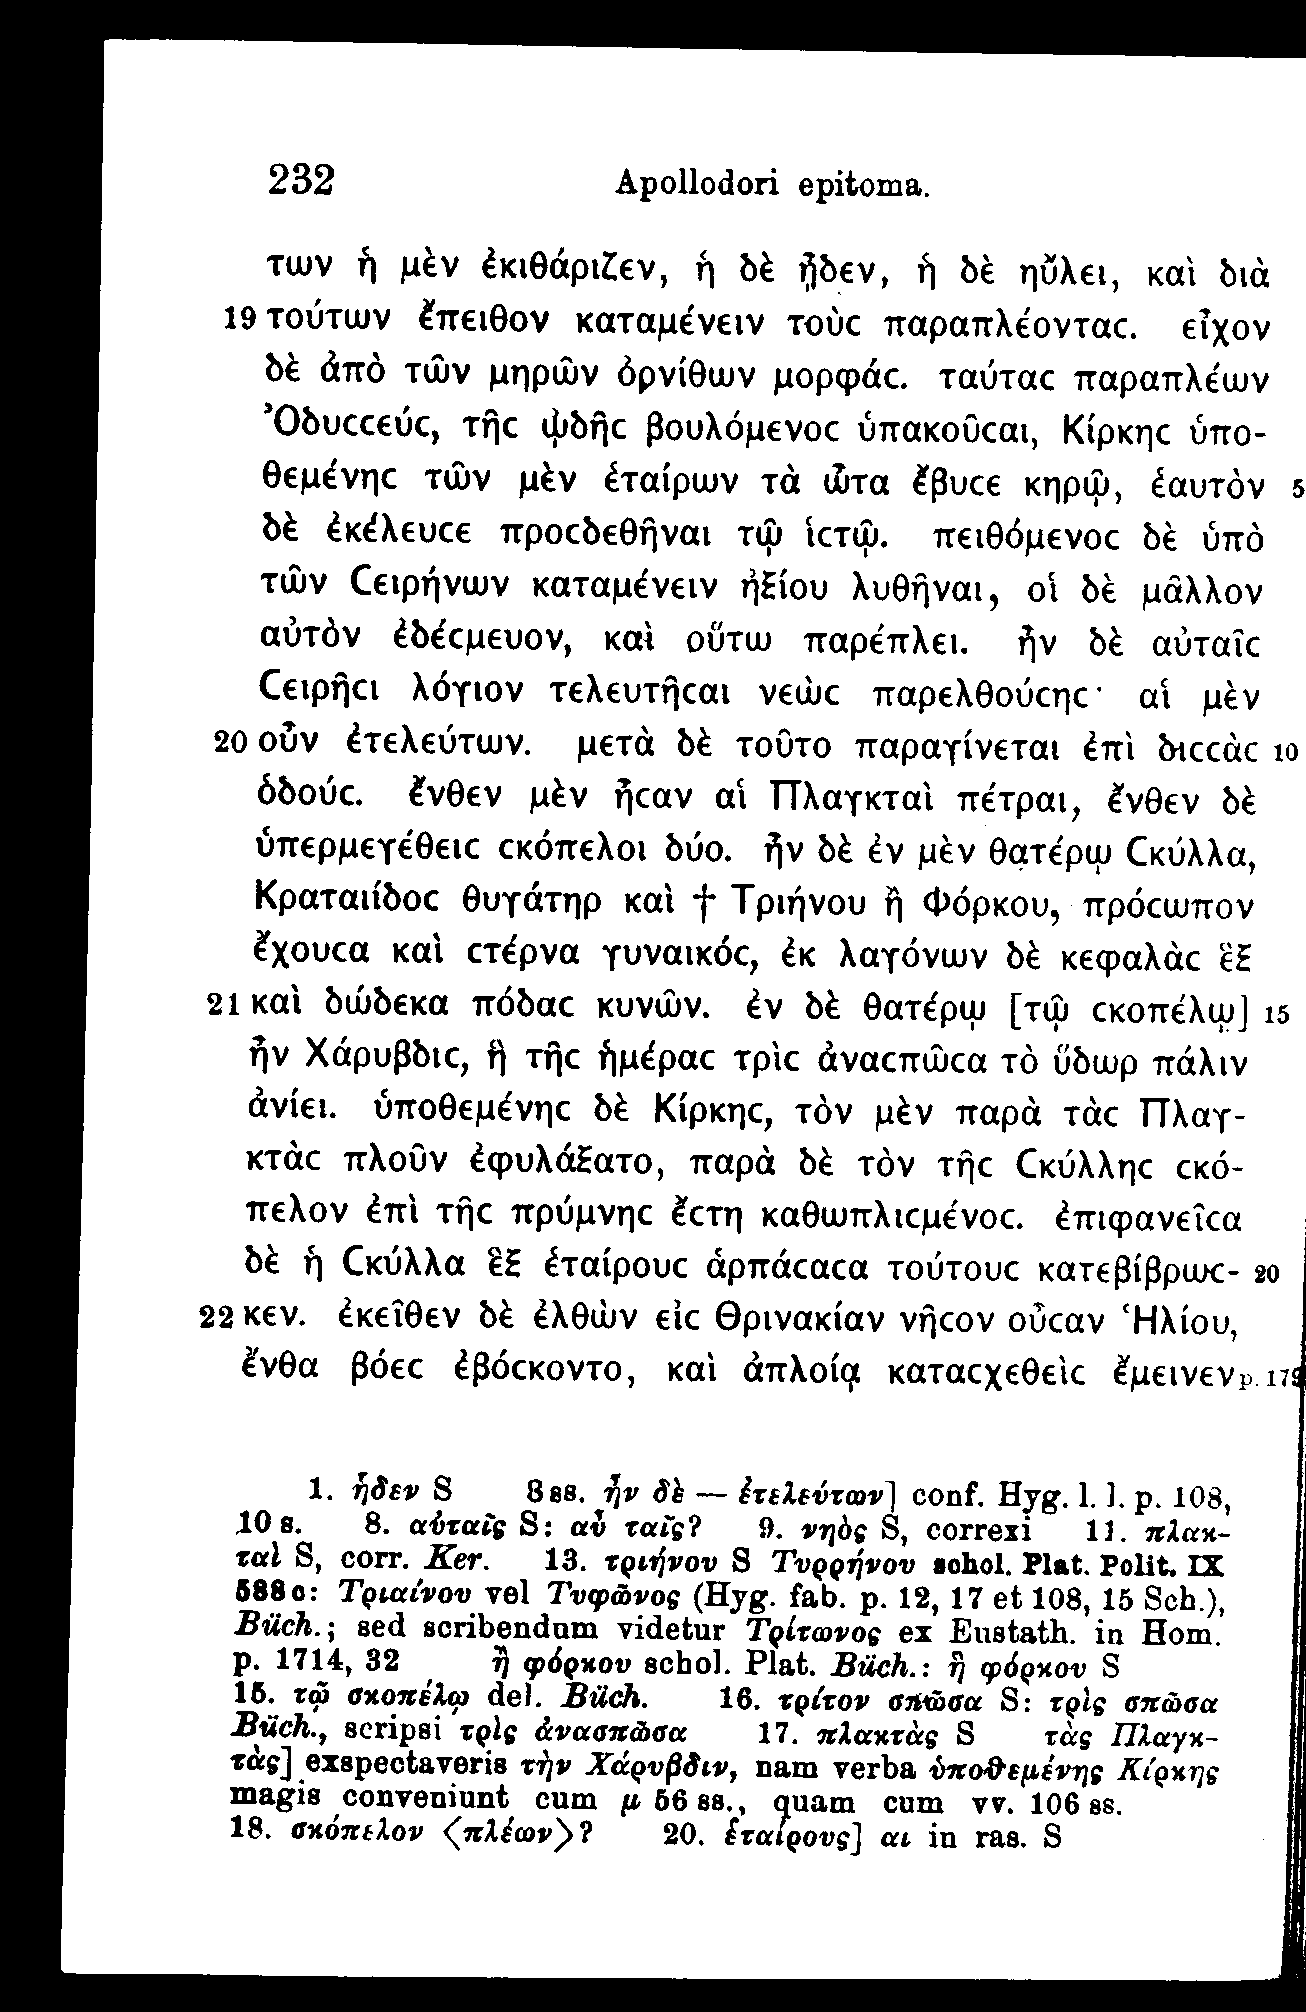 232 Apollodori epitoma.
των ἡ μὲν ἐκιθάριζεν, ἡ δὲ ᾖδεν, ἡ δὲ ηὔλει, καὶ διὰ
19 τούτων ἔπειθον καταμένειν τοὺϲ παραπλέονταϲ. εἶχον
δὲ ἀπὸ τῶν μηρῶν ὀρνίθων μορφάϲ. ταύταϲ παραπλέων
Ὀδυϲϲεύϲ, τῆϲ ᾠδῆϲ βουλόμενοϲ ὑπακοῦϲαι, Κίρκηϲ ὑπο-
θεμένηϲ τῶν μὲν ἑταίρων τὰ ὦτα ἔβυϲε κηρῷ, ἑαυτὸν 5
δὲ ἐκέλευϲε προϲδεθῆναι τῷ ἱϲτῷ. πειθόμενοϲ δὲ ὑπὸ
τῶν Ϲειρήνων καταμένειν ἠξίου λυθῆναι, οἱ δὲ μᾶλλον
αὐτὸν ἐδέϲμευον, καὶ οὕτω παρέπλει. ἦν δὲ αὐταῖϲ
Ϲειρῆϲι λόγιον τελευτῆϲαι νεὼϲ παρελθούϲηϲ· αἱ μὲν
20 οὖν ἐτελεύτων. μετὰ δὲ τοῦτο παραγίνεται ἐπὶ διϲϲὰϲ 10
ὁδούϲ. ἔνθεν μὲν ἦϲαν αἱ Πλαγκταὶ πέτραι, ἔνθεν δὲ
ὑπερμεγέθειϲ ϲκόπελοι δύο. ἦν δὲ ἐν μὲν θατέρῳ Ϲκύλλα,
Κραταιίδοϲ θυγάτηρ καὶ † Τριήνου ἢ Φόρκου, πρόϲωπον
ἔχουϲα καὶ ϲτέρνα γυναικόϲ, ἐκ λαγόνων δὲ κεφαλὰϲ ἓξ
21 καὶ δώδεκα πόδαϲ κυνῶν. ἐν δὲ θατέρῳ [τῷ ϲκοπέλῳ] 15
ἦν Χάρυβδιϲ, ἣ τῆϲ ἡμέραϲ τρὶϲ ἀναϲπῶϲα τὸ ὕδωρ πάλιν
ἀνίει. ὑποθεμένηϲ δὲ Κίρκηϲ, τὸν μὲν παρὰ τὰϲ Πλαγ-
κτὰϲ πλοῦν ἐφυλάξατο, παρὰ δὲ τὸν τῆϲ Ϲκύλληϲ ϲκό-
πελον ἐπὶ τῆϲ πρύμνηϲ ἔϲτη καθωπλιϲμένοϲ. ἐπιφανεῖϲα
δὲ ἡ Ϲκύλλα ἓξ ἑταίρουϲ ἁρπάϲαϲα τούτουϲ κατεβίβρωϲ- 20
22 κεν. ἐκεῖθεν δὲ ἐλθὼν εἰϲ Θρινακίαν νῆϲον οὖϲαν Ἡλίου,
ἔνθα βόεϲ ἐβόϲκοντο, καὶ ἀπλοίᾳ καταϲχεθεὶϲ ἔμεινεν p. 179
1. ἦδεν S 8 ss. ἦν δὲ — ἐτελεύτων] conf. Hyg. l. l. p. 108,
10 s. 8. αὐταῖς S: αὖ ταῖς? 9. νηὸς S, correxi 11. πλακ-
ταὶ S, corr. Ker. 13. τριήνου S Τυρρήνου schol. Plat. Polit. IX
588 c: Τριαίνου vel Τυφῶνος (Hyg. fab. p. 12, 17 et 108, 15 Sch.),
Büch.; sed scribendum videtur Τρίτωνος ex Eustath. in Hom.
p. 1714, 32 ἢ φόρκου schol. Plat. Büch.: ἣ φόρκου S
15. τῷ σκοπέλῳ del. Büch. 16. τρίτον σπῶσα S: τρὶς σπῶσα
Büch., scripsi τρὶς ἀνασπῶσα 17. πλακτὰς S τὰς Πλαγκ-
τὰς] exspectaveris τὴν Χάρυβδιν, nam verba ὑποθεμένης Κίρκης
magis conveniunt cum μ 56 ss., quam cum vv. 106 ss.
18. σκόπελον ⟨πλέων⟩? 20. ἑταίρους] αι in ras. S